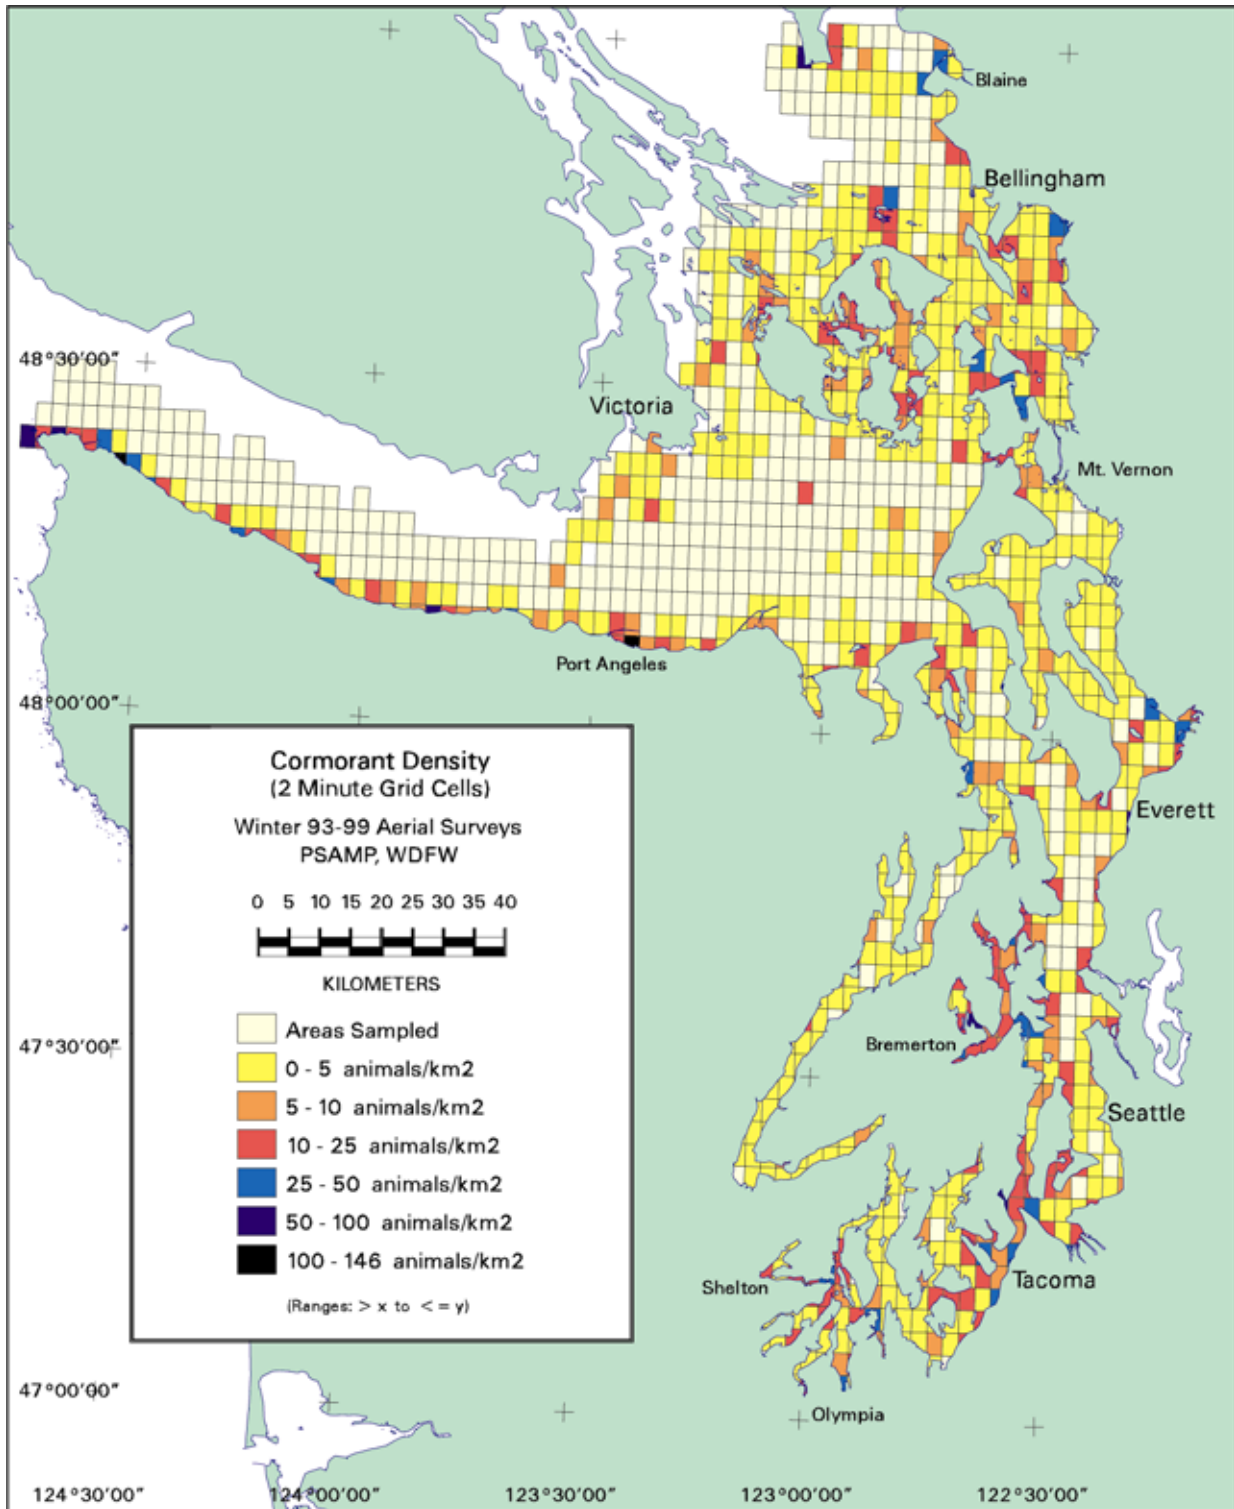 Blaine
Bellingham
48°30'00"
Victoria
Mt. Vernon
Port Angeles
48°00'00"
Cormorant Density
(2 Minute Grid Cells)
Winter 93-99 Aerial Surveys
PSAMP, WDFW
0 5 10 15 20 25 30 35 40
KILOMETERS
Areas Sampled
0 - 5 animals/km2
5 - 10 animals/km2
10 - 25 animals/km2
25 - 50 animals/km2
50 - 100 animals/km2
100 - 146 animals/km2
(Ranges: > x to < = y)
Everett
47°30'00"
Bremerton
Seattle
Shelton
Tacoma
47°00'00"
Olympia
124°30'00" 124°00'00" 123°30'00" 123°00'00" 122°30'00"